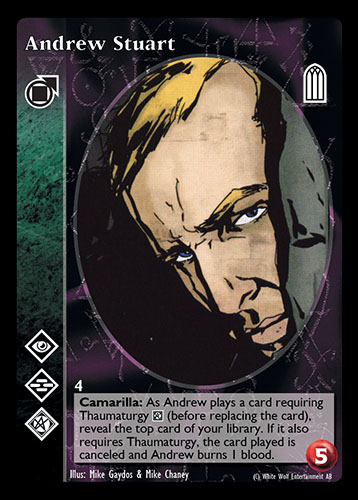 Andrew Stuart
4
Camarilla: As Andrew plays a card requiring
Thaumaturgy (before replacing the card),
reveal the top card of your library. If it also
requires Thaumaturgy, the card played is
canceled and Andrew burns 1 blood.
5
Illus: Mike Gaydos & Mike Chaney
(C) White Wolf Entertainment AB